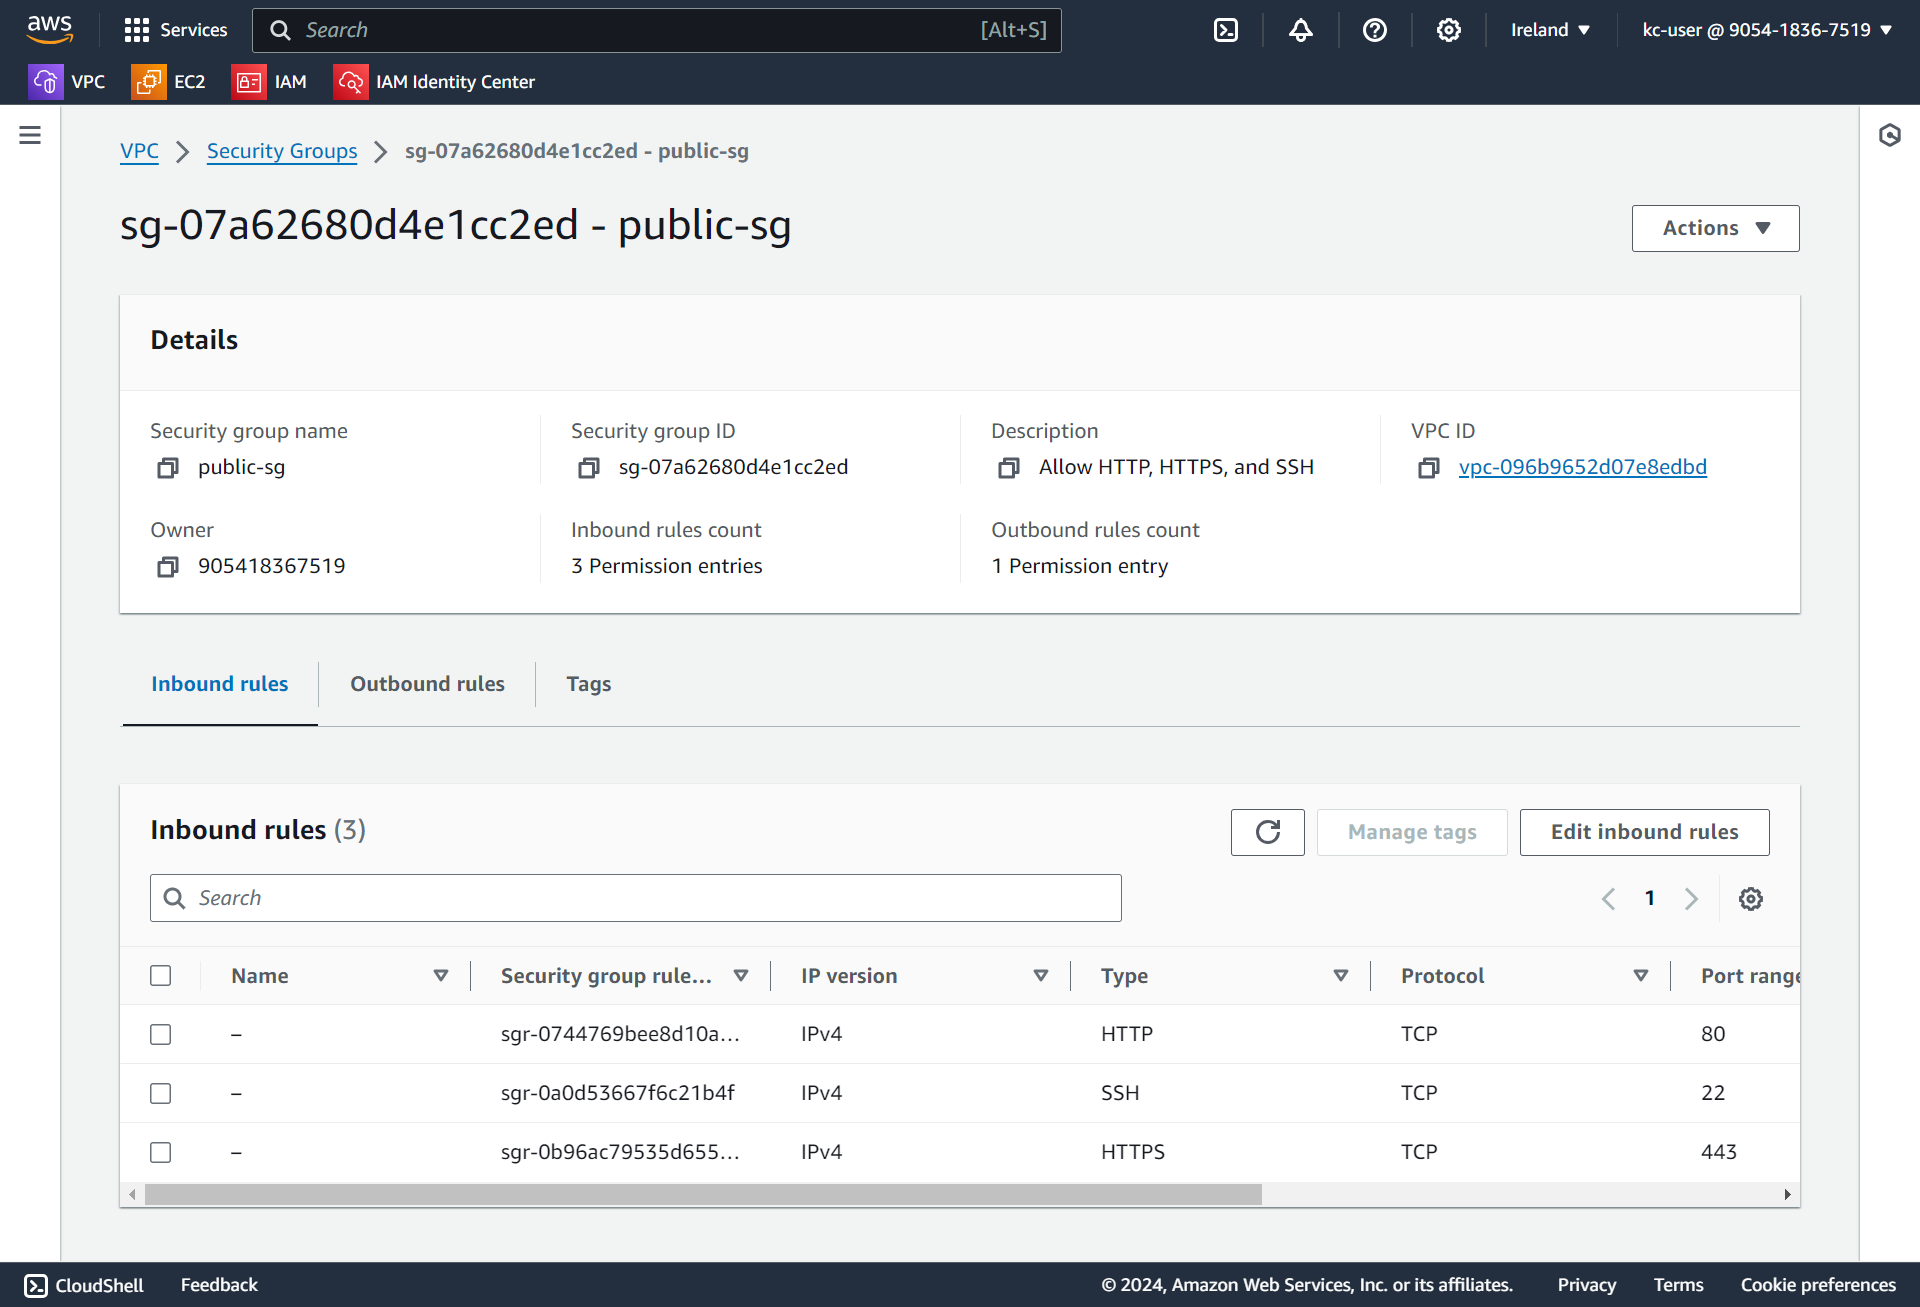 aws Services Search [Alt+S] Ireland kc-user @ 9054-1836-7519
VPC EC2 IAM IAM Identity Center
VPC Security Groups sg-07a62680d4e1cc2ed - public-sg
sg-07a62680d4e1cc2ed - public-sg
Actions
Details
Security group name Security group ID Description VPC ID
public-sg sg-07a62680d4e1cc2ed Allow HTTP, HTTPS, and SSH vpc-096b9652d07e8edbd
Owner Inbound rules count Outbound rules count
905418367519 3 Permission entries 1 Permission entry
Inbound rules Outbound rules Tags
Inbound rules (3) Manage tags Edit inbound rules
Search 1
Name Security group rule... IP version Type Protocol Port range
– sgr-0744769bee8d10a... IPv4 HTTP TCP 80
– sgr-0a0d53667f6c21b4f IPv4 SSH TCP 22
– sgr-0b96ac79535d655... IPv4 HTTPS TCP 443
CloudShell Feedback © 2024, Amazon Web Services, Inc. or its affiliates. Privacy Terms Cookie preferences